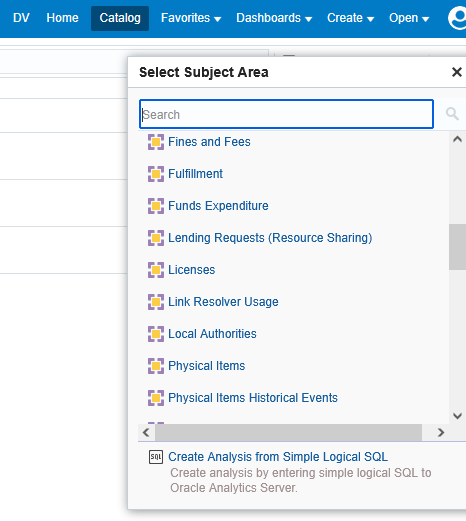 DV Home Catalog Favorites Dashboards Create Open
Select Subject Area
Search
Fines and Fees
Fulfillment
Funds Expenditure
Lending Requests (Resource Sharing)
Licenses
Link Resolver Usage
Local Authorities
Physical Items
Physical Items Historical Events
SQL Create Analysis from Simple Logical SQL
Create analysis by entering simple logical SQL to
Oracle Analytics Server.